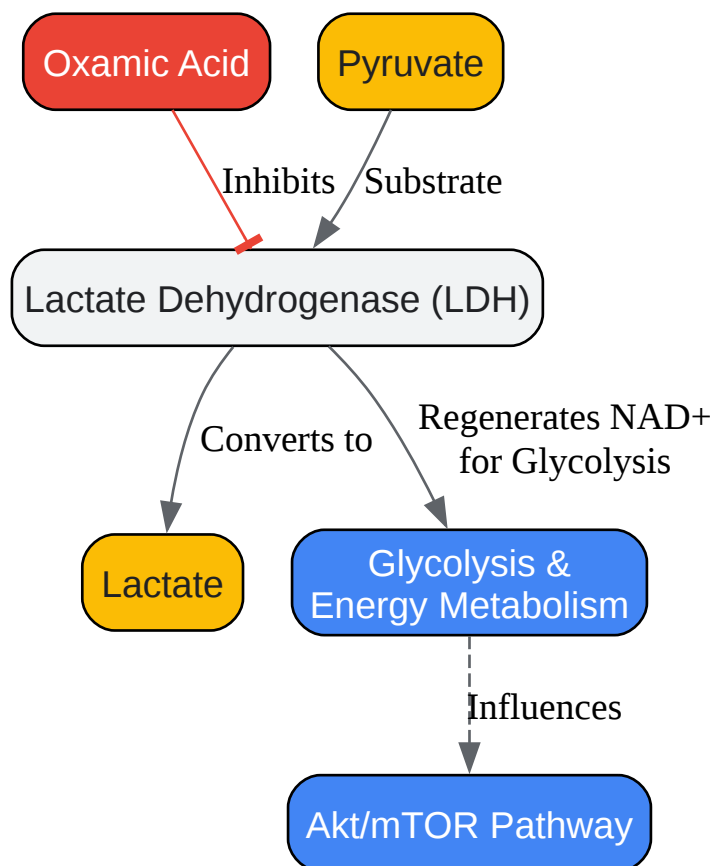 Oxamic Acid
Pyruvate
Inhibits
Substrate
Lactate Dehydrogenase (LDH)
Converts to
Regenerates NAD+
for Glycolysis
Lactate
Glycolysis &
Energy Metabolism
Influences
Akt/mTOR Pathway